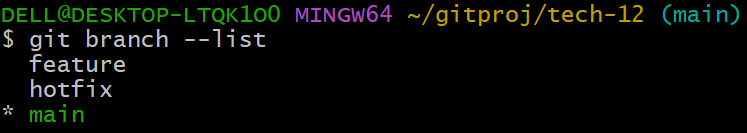 DELL@DESKTOP-LTQK1O0 MINGW64 ~/gitproj/tech-12 (main)
$ git branch --list
  feature
  hotfix
* main